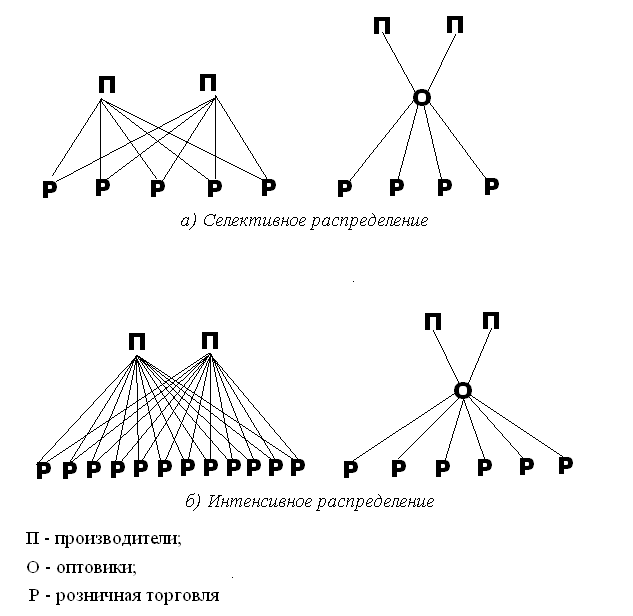 П П
П П
О
Р Р Р Р Р Р Р Р Р
а) Селективное распределение
П П
П П
О
Р Р Р Р Р Р Р Р Р Р Р Р Р Р Р Р Р Р
б) Интенсивное распределение
П - производители;
О - оптовики;
Р - розничная торговля